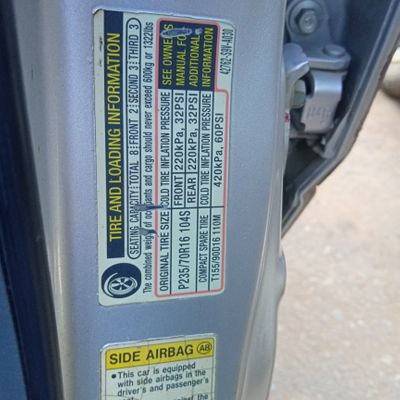 TIRE AND LOADING INFORMATION
SEATING CAPACITY: TOTAL 8: FRONT 2: SECOND 3: THIRD 3
The combined weight of occupants and cargo should never exceed 600kg or 1322lbs
ORIGINAL TIRE SIZE COLD TIRE INFLATION PRESSURE
P235/70R16 104S FRONT 220kPa, 32PSI
REAR 220kPa, 32PSI
COMPACT SPARE TIRE COLD TIRE INFLATION PRESSURE
T155/90D16 110M 420kPa, 60PSI
SEE OWNER'S
MANUAL FOR
ADDITIONAL
INFORMATION
SIDE AIRBAG AB
• This car is equipped
with side airbags in the
driver's and passenger's